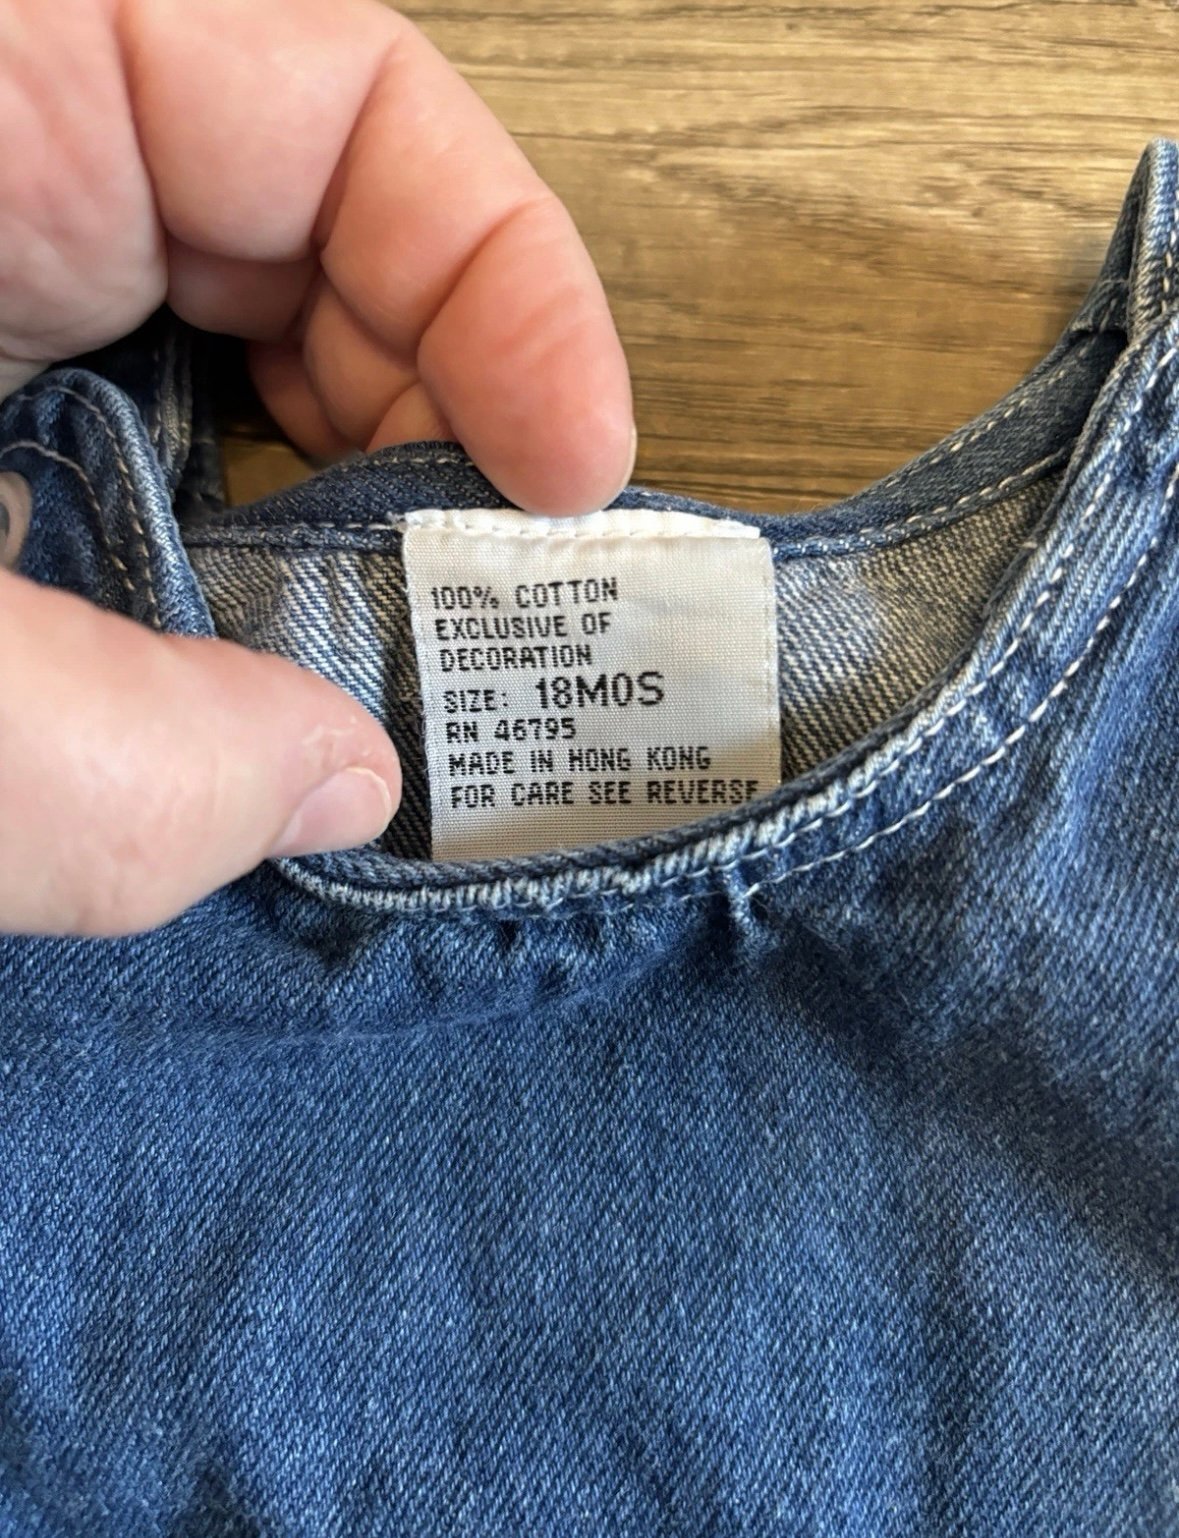 100% COTTON
EXCLUSIVE OF
DECORATION
SIZE: 18MOS
RN 46795
MADE IN HONG KONG
FOR CARE SEE REVERSE